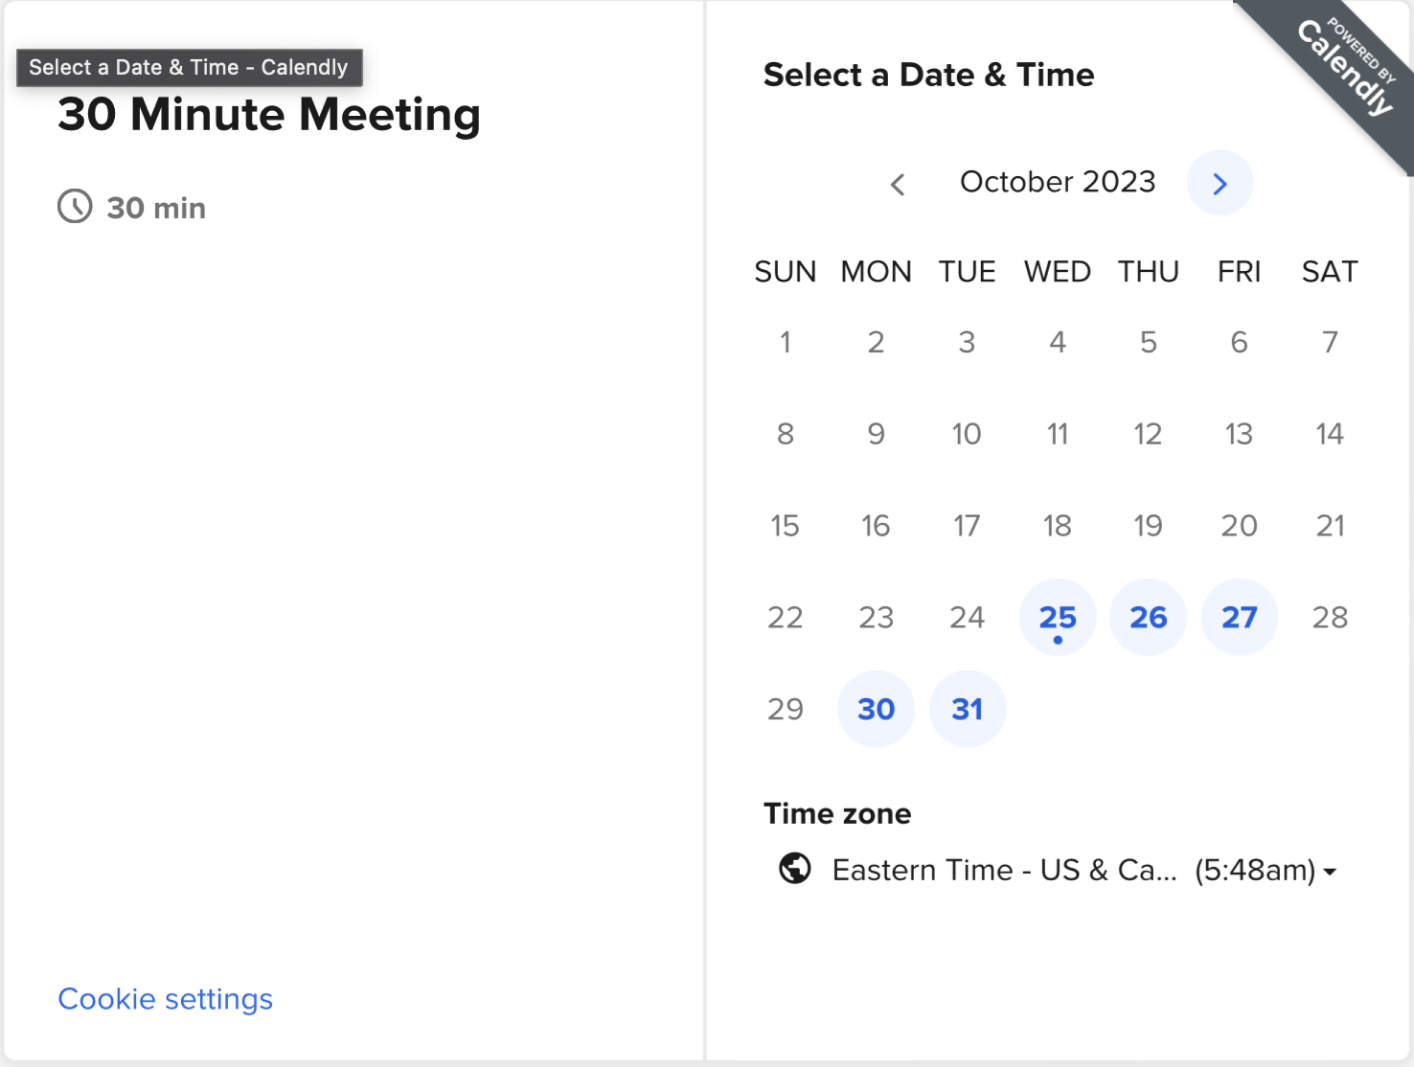 Select a Date & Time - Calendly
30 Minute Meeting
30 min
Cookie settings
Select a Date & Time
POWERED BY
Calendly
October 2023
SUN MON TUE WED THU FRI SAT
1 2 3 4 5 6 7
8 9 10 11 12 13 14
15 16 17 18 19 20 21
22 23 24 25 26 27 28
29 30 31
Time zone
Eastern Time - US & Ca... (5:48am)